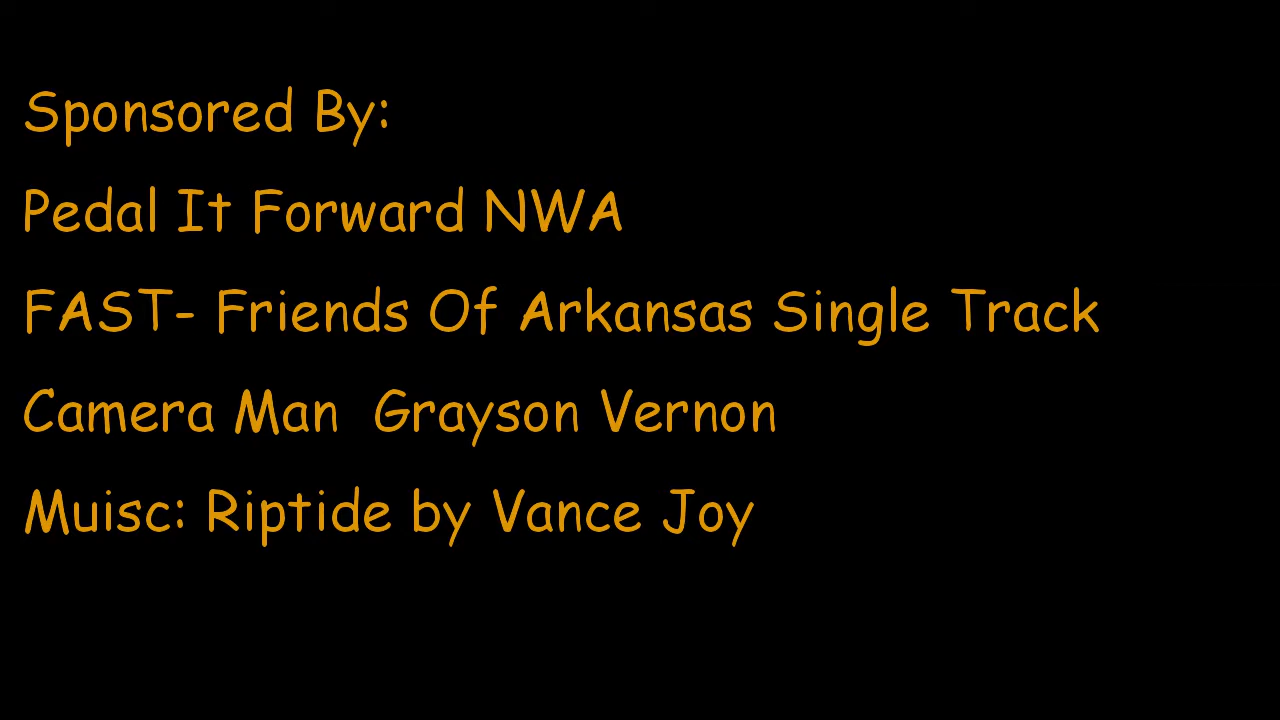 Sponsored By:
Pedal It Forward NWA
FAST- Friends Of Arkansas Single Track
Camera Man  Grayson Vernon
Muisc: Riptide by Vance Joy